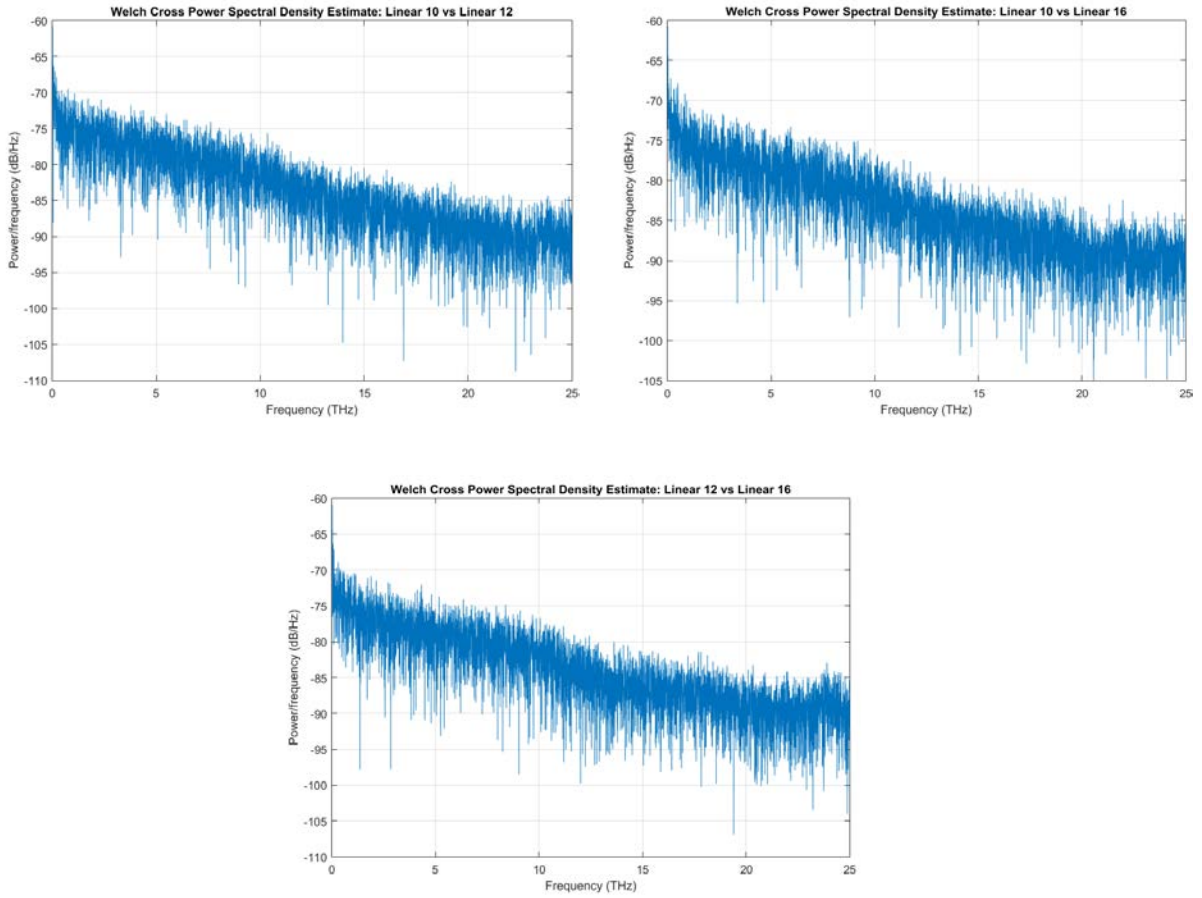 Welch Cross Power Spectral Density Estimate: Linear 10 vs Linear 12
-60
-65
-70
-75
-80
-85
-90
-95
-100
-105
-110
Power/frequency (dB/Hz)
0 5 10 15 20 25
Frequency (THz)
Welch Cross Power Spectral Density Estimate: Linear 10 vs Linear 16
-60
-65
-70
-75
-80
-85
-90
-95
-100
-105
Power/frequency (dB/Hz)
0 5 10 15 20 25
Frequency (THz)
Welch Cross Power Spectral Density Estimate: Linear 12 vs Linear 16
-60
-65
-70
-75
-80
-85
-90
-95
-100
-105
-110
Power/frequency (dB/Hz)
0 5 10 15 20 25
Frequency (THz)